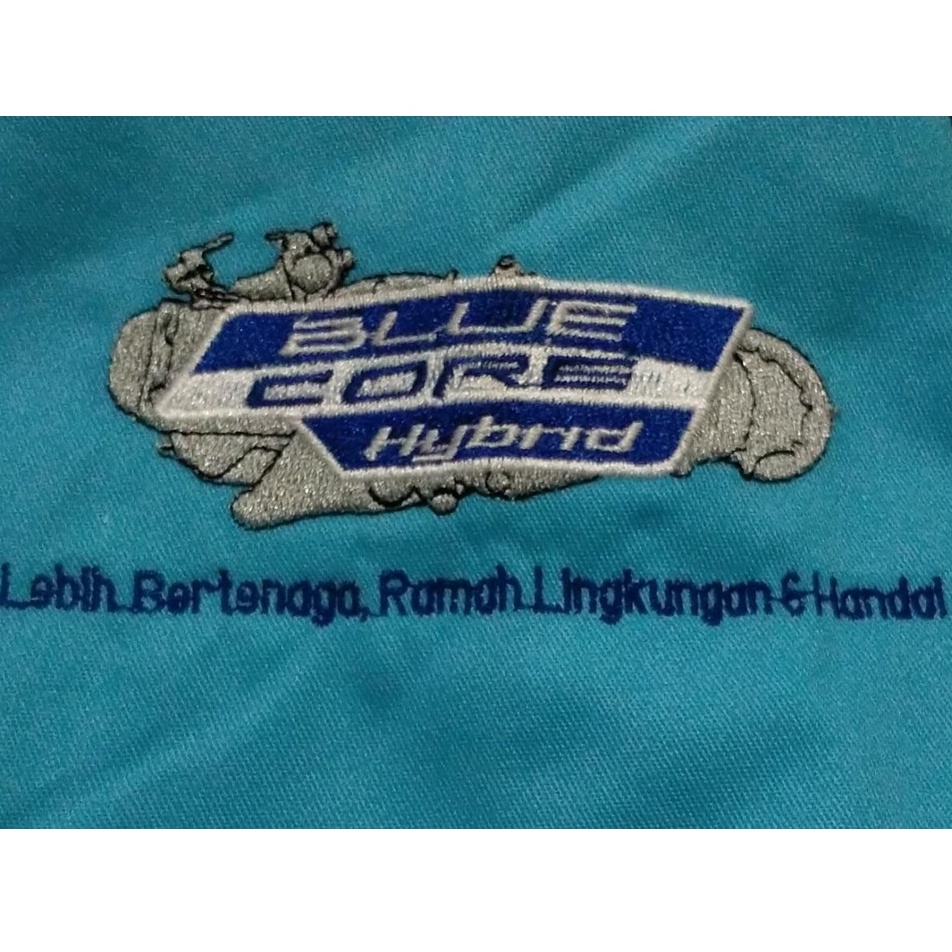 BLUE
CORE
Hybrid
Lebih Bertenaga, Ramah Lingkungan & Handal